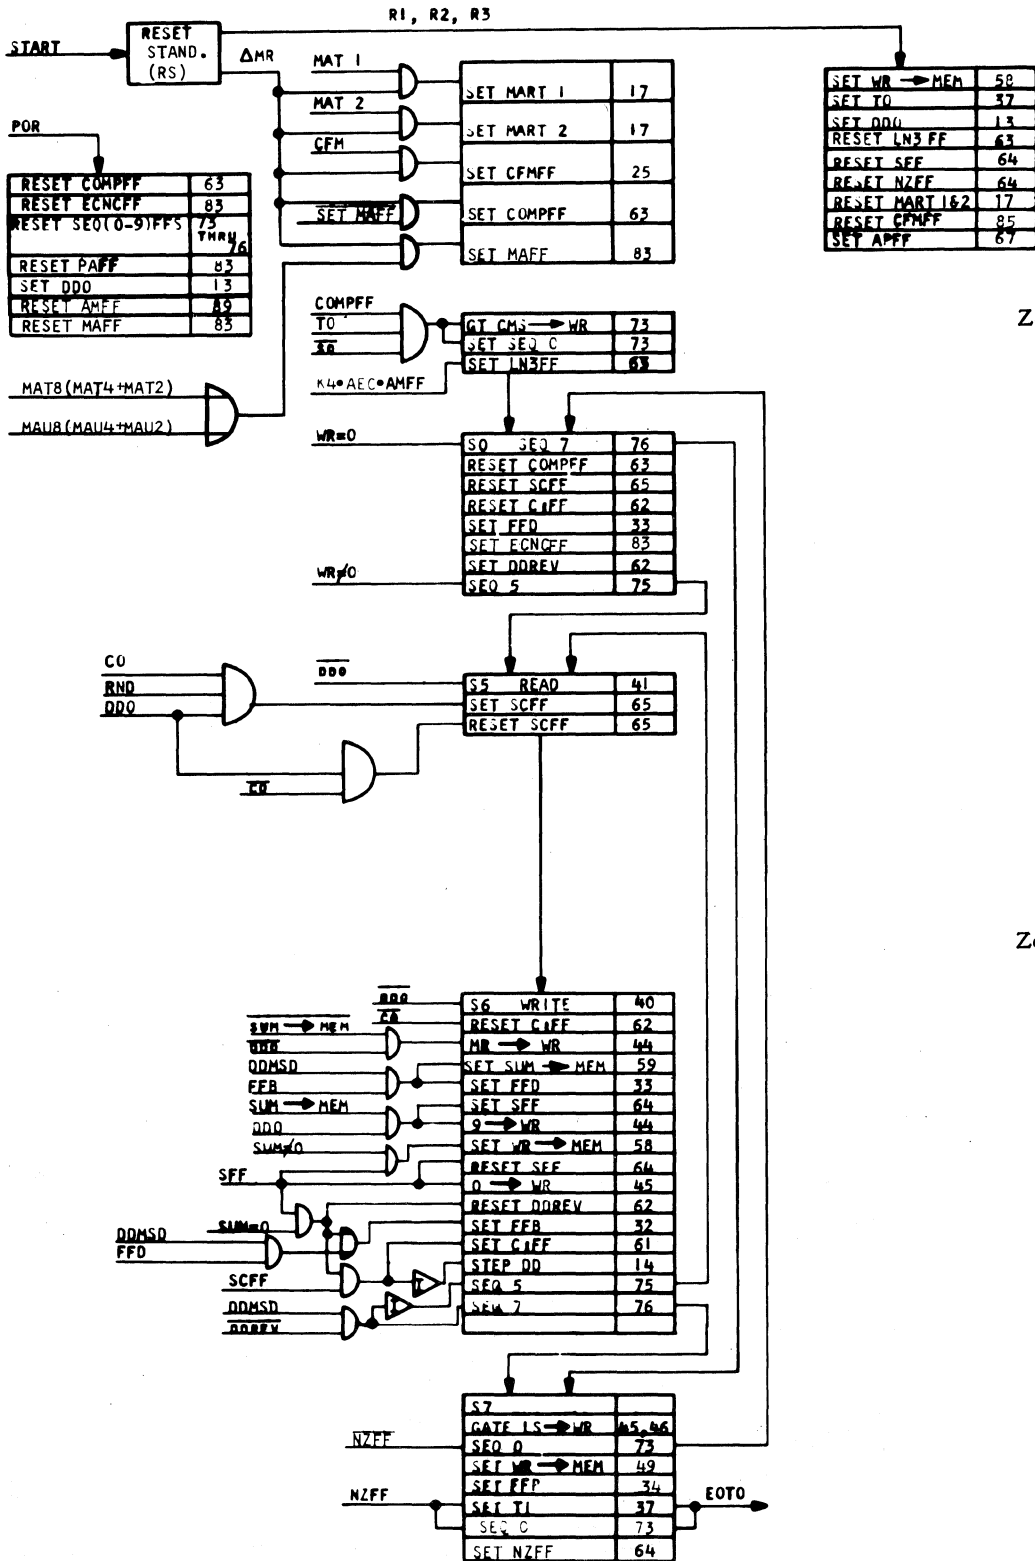 R1, R2, R3
START
RESET
STAND.
(RS)
ΔMR
MAT 1
MAT 2
CFM
SET MAFF
SET MART 1 17
SET MART 2 17
SET CFMFF 25
SET COMPFF 63
SET MAFF 83
SET WR → MEM 58
SET TO 37
SET DDO 13
RESET LN3FF 63
RESET SFF 64
RESET NZFF 64
RESET MART 1&2 17
RESET CFMFF 85
SET APFF 67
POR
RESET COMPFF 63
RESET ECNCFF 83
RESET SEQ(0-9)FFS 73
THRU
76
RESET PAFF 83
SET DDO 13
RESET AMFF 89
RESET MAFF 83
MAT8(MAT4+MAT2)
MAU8(MAU4+MAU2)
COMPFF
TO
SO
K4•AEC•AMFF
GT CMS → WR 73
SET SEQ 0 73
SET LN3FF 63
WR=0
WR≠0
S0 SEQ 7 76
RESET COMPFF 63
RESET SCFF 65
RESET C1FF 62
SET FFD 33
SET ECNCFF 83
SET DDREV 62
SEQ 5 75
CO
RND
DDO
CO
DDO
S5 READ 41
SET SCFF 65
RESET SCFF 65
DDO
CO
SUM → MEM
DDO
DDMSD
FFB
SUM → MEM
DDO
SUM≠0
SFF
SUM=0
DDMSD
FFD
SCFF
DDMSD
DDREV
I
I
S6 WRITE 40
RESET C1FF 62
MR → WR 44
SET SUM → MEM 59
SET FFD 33
SET SFF 64
9 → WR 44
SET WR → MEM 58
RESET SFF 64
0 → WR 45
RESET DDREV 62
SET FFB 32
SET C1FF 61
STEP DD 14
SEQ 5 75
SEQ 7 76
NZFF
NZFF
S7
GATE LS → WR 45,46
SEQ 0 73
SET WR → MEM 49
SET FFP 34
SET T1 37
SEQ 0 73
SET NZFF 64
EOTO
Z